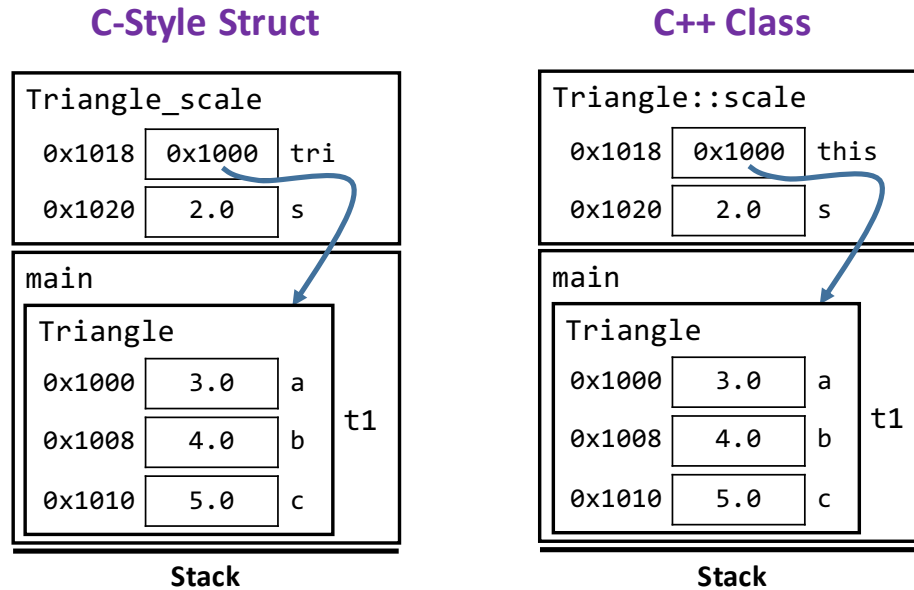 C-Style Struct
Triangle_scale
0x1018 0x1000 tri
0x1020 2.0 s
main
Triangle
0x1000 3.0 a
0x1008 4.0 b
0x1010 5.0 c
t1
Stack
C++ Class
Triangle::scale
0x1018 0x1000 this
0x1020 2.0 s
main
Triangle
0x1000 3.0 a
0x1008 4.0 b
0x1010 5.0 c
t1
Stack